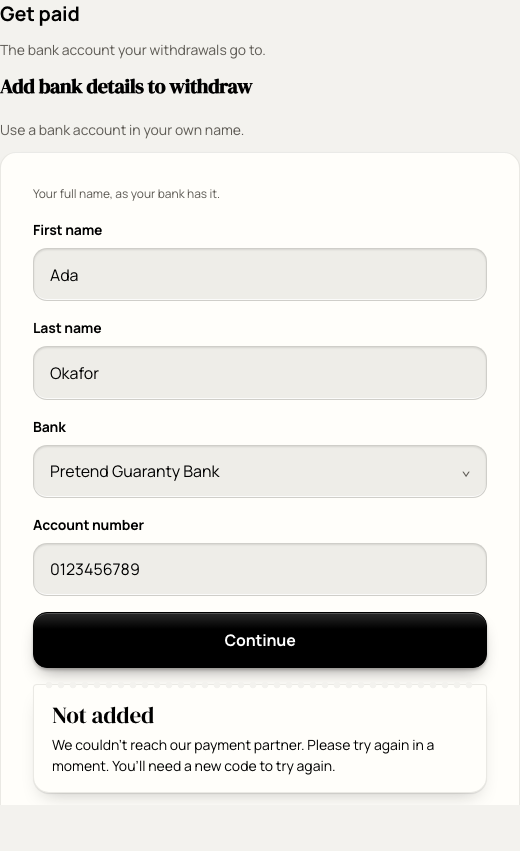 Get paid
The bank account your withdrawals go to.
Add bank details to withdraw
Use a bank account in your own name.
Your full name, as your bank has it.
First name
Ada
Last name
Okafor
Bank
Pretend Guaranty Bank
Account number
0123456789
Continue
Not added
We couldn't reach our payment partner. Please try again in a
moment. You'll need a new code to try again.